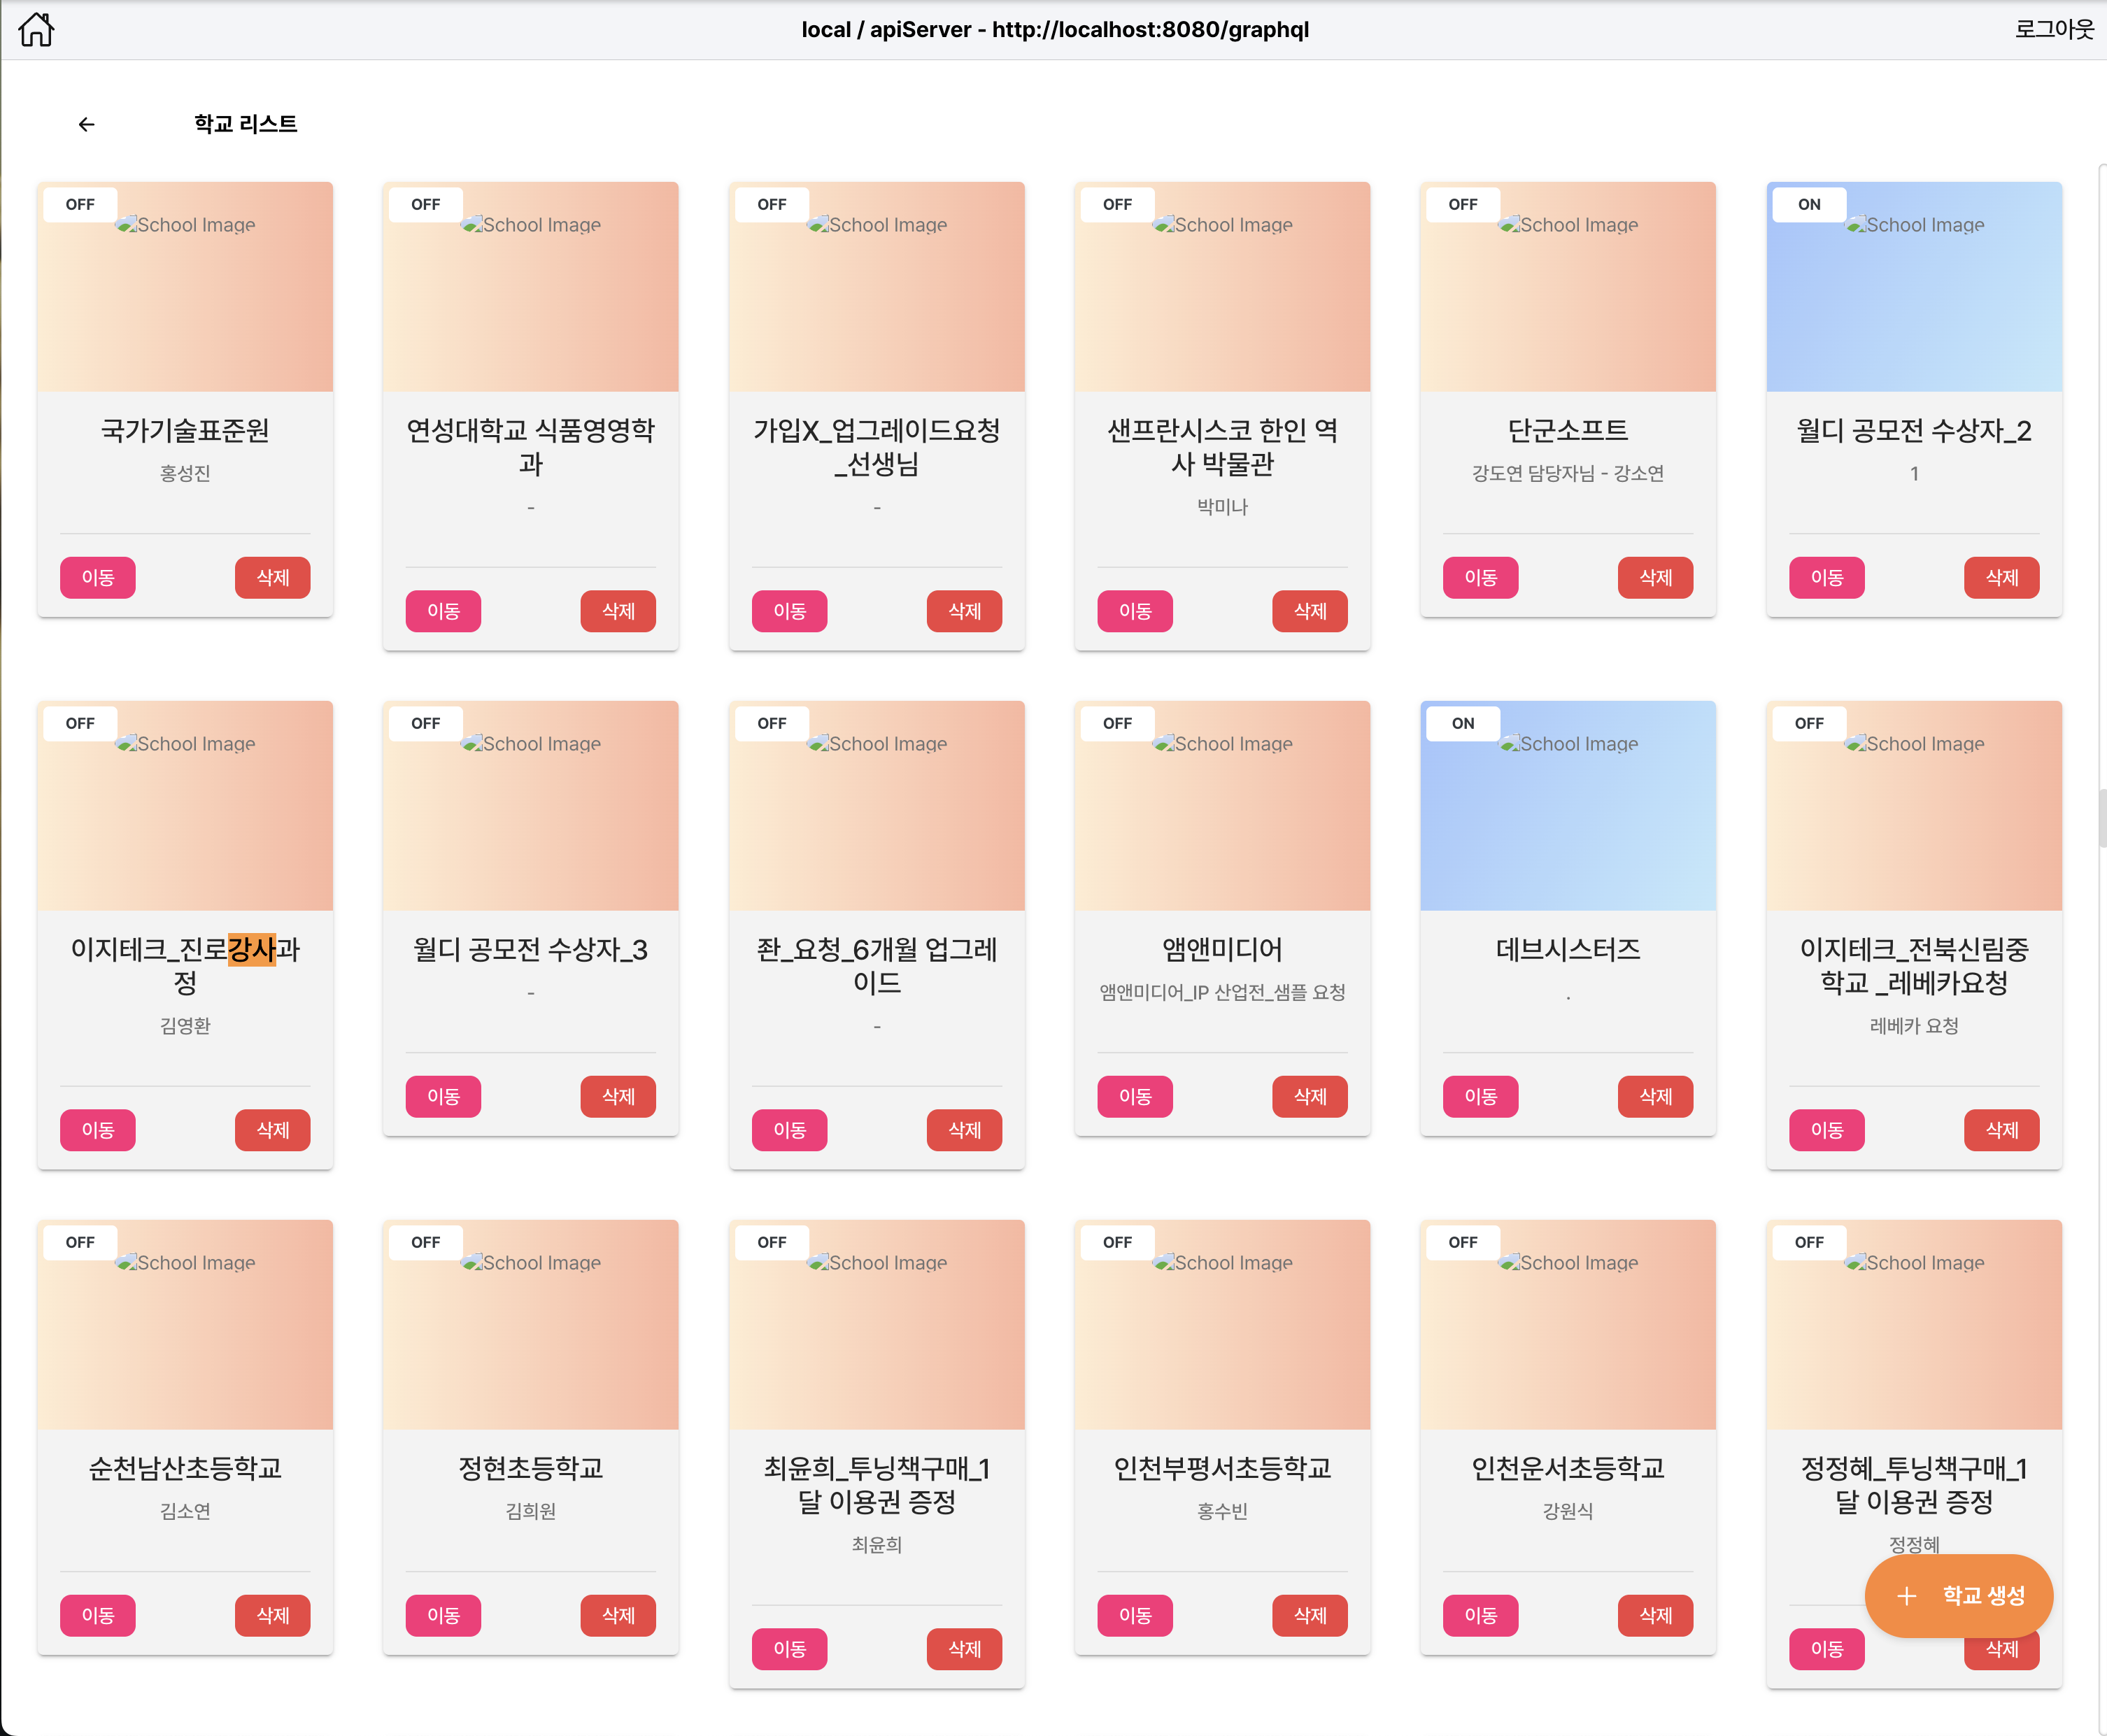 local / apiServer - http://localhost:8080/graphql
로그아웃
학교 리스트
OFF
School Image
국가기술표준원
홍성진
이동
삭제
OFF
School Image
연성대학교 식품영영학
과
-
이동
삭제
OFF
School Image
가입X_업그레이드요청
_선생님
-
이동
삭제
OFF
School Image
샌프란시스코 한인 역
사 박물관
박미나
이동
삭제
OFF
School Image
단군소프트
강도연 담당자님 - 강소연
이동
삭제
ON
School Image
월디 공모전 수상자_2
1
이동
삭제
OFF
School Image
이지테크_진로강사과
정
김영환
이동
삭제
OFF
School Image
월디 공모전 수상자_3
-
이동
삭제
OFF
School Image
좐_요청_6개월 업그레
이드
-
이동
삭제
OFF
School Image
앰앤미디어
앰앤미디어_IP 산업전_샘플 요청
이동
삭제
ON
School Image
데브시스터즈
.
이동
삭제
OFF
School Image
이지테크_전북신림중
학교 _레베카요청
레베카 요청
이동
삭제
OFF
School Image
순천남산초등학교
김소연
이동
삭제
OFF
School Image
정현초등학교
김희원
이동
삭제
OFF
School Image
최윤희_투닝책구매_1
달 이용권 증정
최윤희
이동
삭제
OFF
School Image
인천부평서초등학교
홍수빈
이동
삭제
OFF
School Image
인천운서초등학교
강원식
이동
삭제
OFF
School Image
정정혜_투닝책구매_1
달 이용권 증정
정정혜
이동
삭제
학교 생성